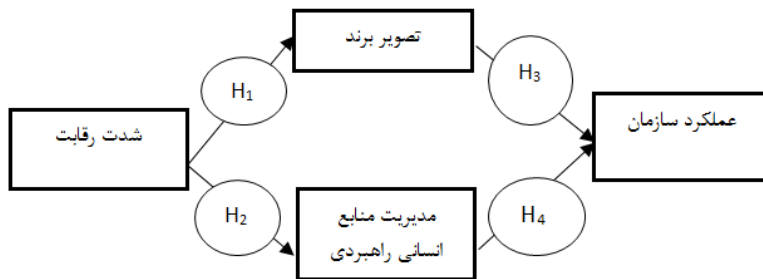 تصویر برند
H1
H3
شدت رقابت
عملکرد سازمان
H2
مدیریت منابع
انسانی راهبردی
H4